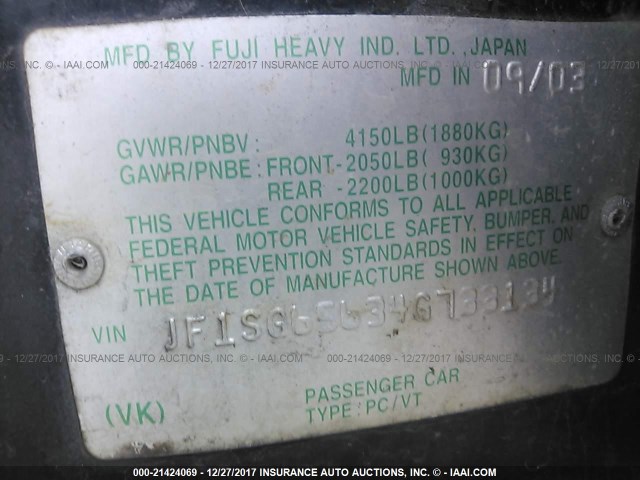 MFD BY FUJI HEAVY IND. LTD., JAPAN
© - IAAI.COM 000-21424069 - 12/27/2017 INSURANCE AUTO AUCTIONS, INC. © - IAAI.COM
MFD IN 09/03
GVWR/PNBV: 4150LB(1880KG)
GAWR/PNBE: FRONT-2050LB( 930KG)
REAR -2200LB(1000KG)
THIS VEHICLE CONFORMS TO ALL APPLICABLE
FEDERAL MOTOR VEHICLE SAFETY, BUMPER, AND
THEFT PREVENTION STANDARDS IN EFFECT ON
THE DATE OF MANUFACTURE SHOWN ABOVE.
VIN JF1SG65634G733134
© - IAAI.COM 000-21424069 - 12/27/2017 INSURANCE AUTO AUCTIONS, INC. © - IAAI.COM
PASSENGER CAR
(VK) TYPE: PC/VT
000-21424069 - 12/27/2017 INSURANCE AUTO AUCTIONS, INC. © - IAAI.COM